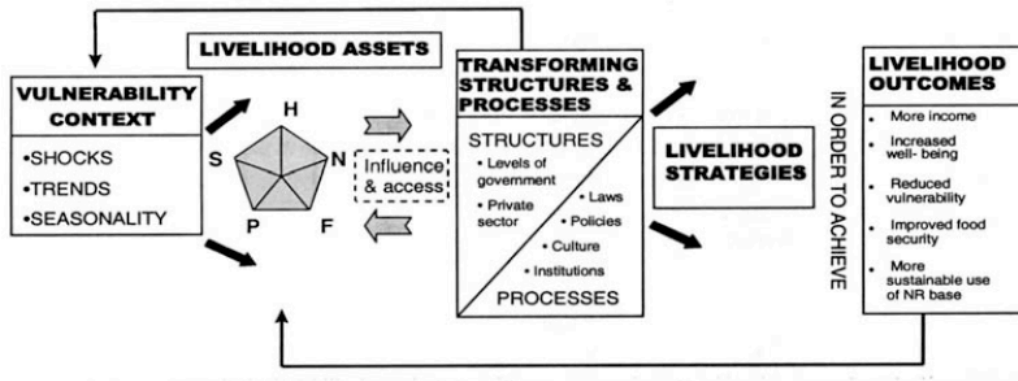 LIVELIHOOD ASSETS
VULNERABILITY
CONTEXT
•SHOCKS
•TRENDS
•SEASONALITY
H
S
N
P
F
Influence
& access
TRANSFORMING
STRUCTURES &
PROCESSES
STRUCTURES
• Levels of
government
• Private
sector
• Laws
• Policies
• Culture
• Institutions
PROCESSES
LIVELIHOOD
STRATEGIES
IN ORDER TO ACHIEVE
LIVELIHOOD
OUTCOMES
• More income
• Increased
well- being
• Reduced
vulnerability
• Improved food
security
• More
sustainable use
of NR base